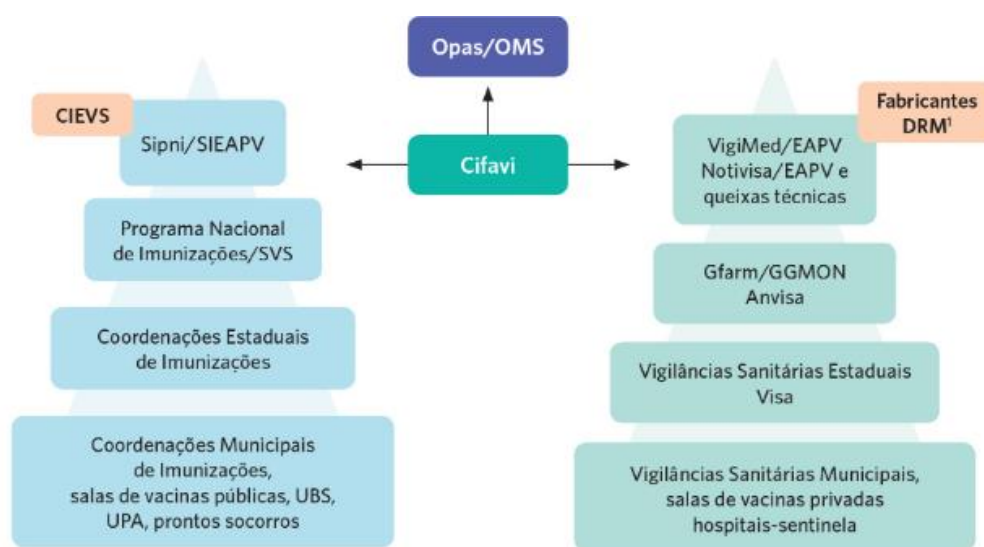 Opas/OMS
CIEVS
Sipni/SIEAPV
Cifavi
Fabricantes
DRM¹
VigiMed/EAPV
Notivisa/EAPV e
queixas técnicas
Programa Nacional
de Imunizações/SVS
Gfarm/GGMON
Anvisa
Coordenações Estaduais
de Imunizações
Vigilâncias Sanitárias Estaduais
Visa
Coordenações Municipais
de Imunizações,
salas de vacinas públicas, UBS,
UPA, prontos socorros
Vigilâncias Sanitárias Municipais,
salas de vacinas privadas
hospitais-sentinela